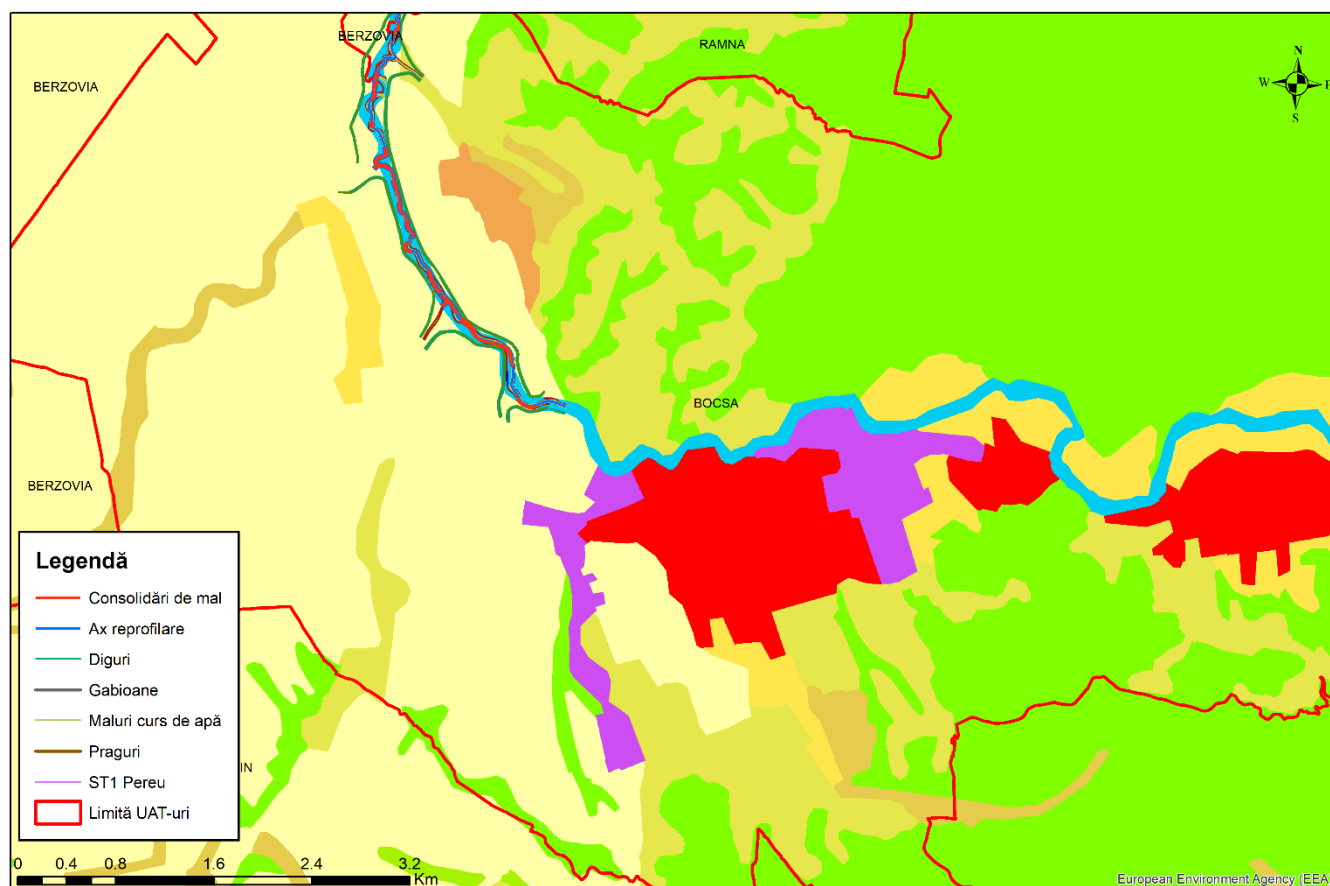 BERZOVIA
RAMNA
BERZOVIA
N
W
E
S
BOCSA
BERZOVIA
Legendă
Consolidări de mal
Ax reprofilare
Diguri
Gabioane
Maluri curs de apă
Praguri
ST1 Pereu
Limită UAT-uri
IN
0 0.4 0.8 1.6 2.4 3.2
Km
European Environment Agency (EEA